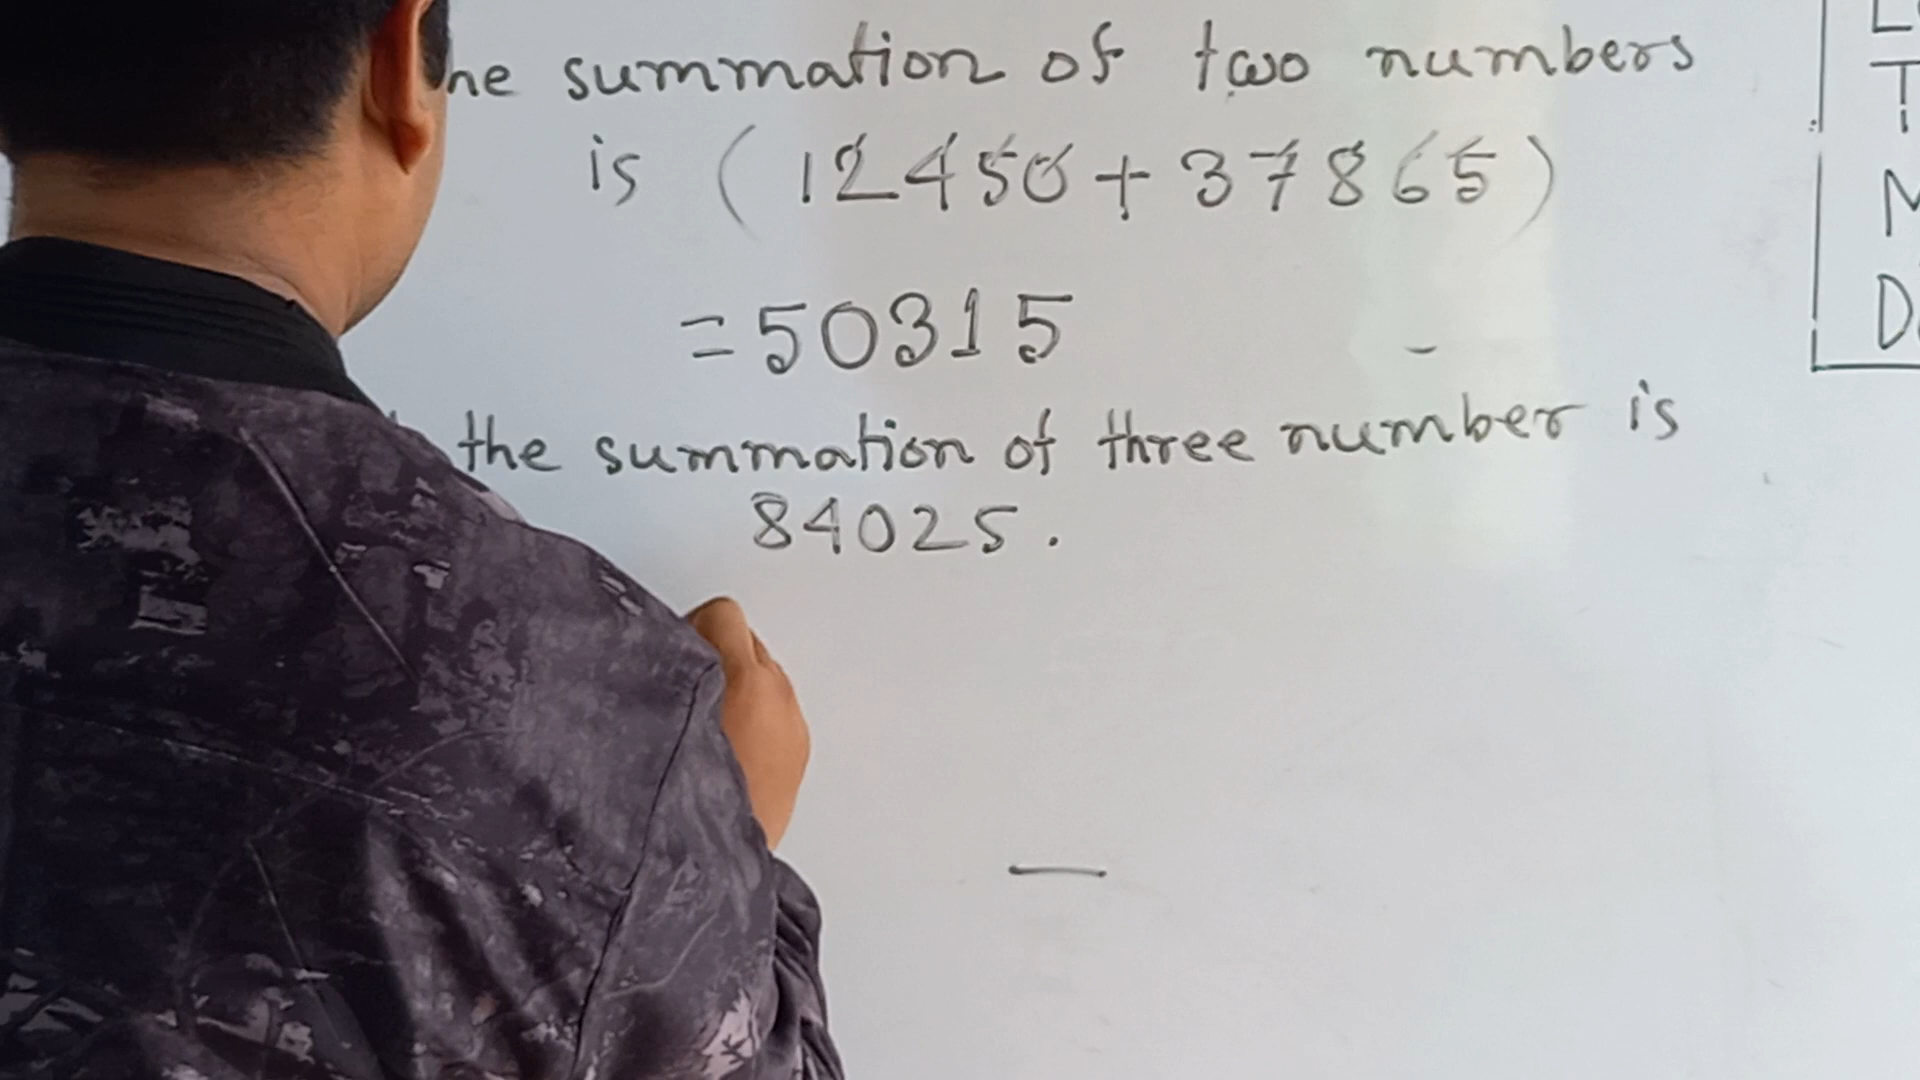 he summation of two numbers
is (12450+37865)
=50315
the summation of three number is
84025.
T
M
D